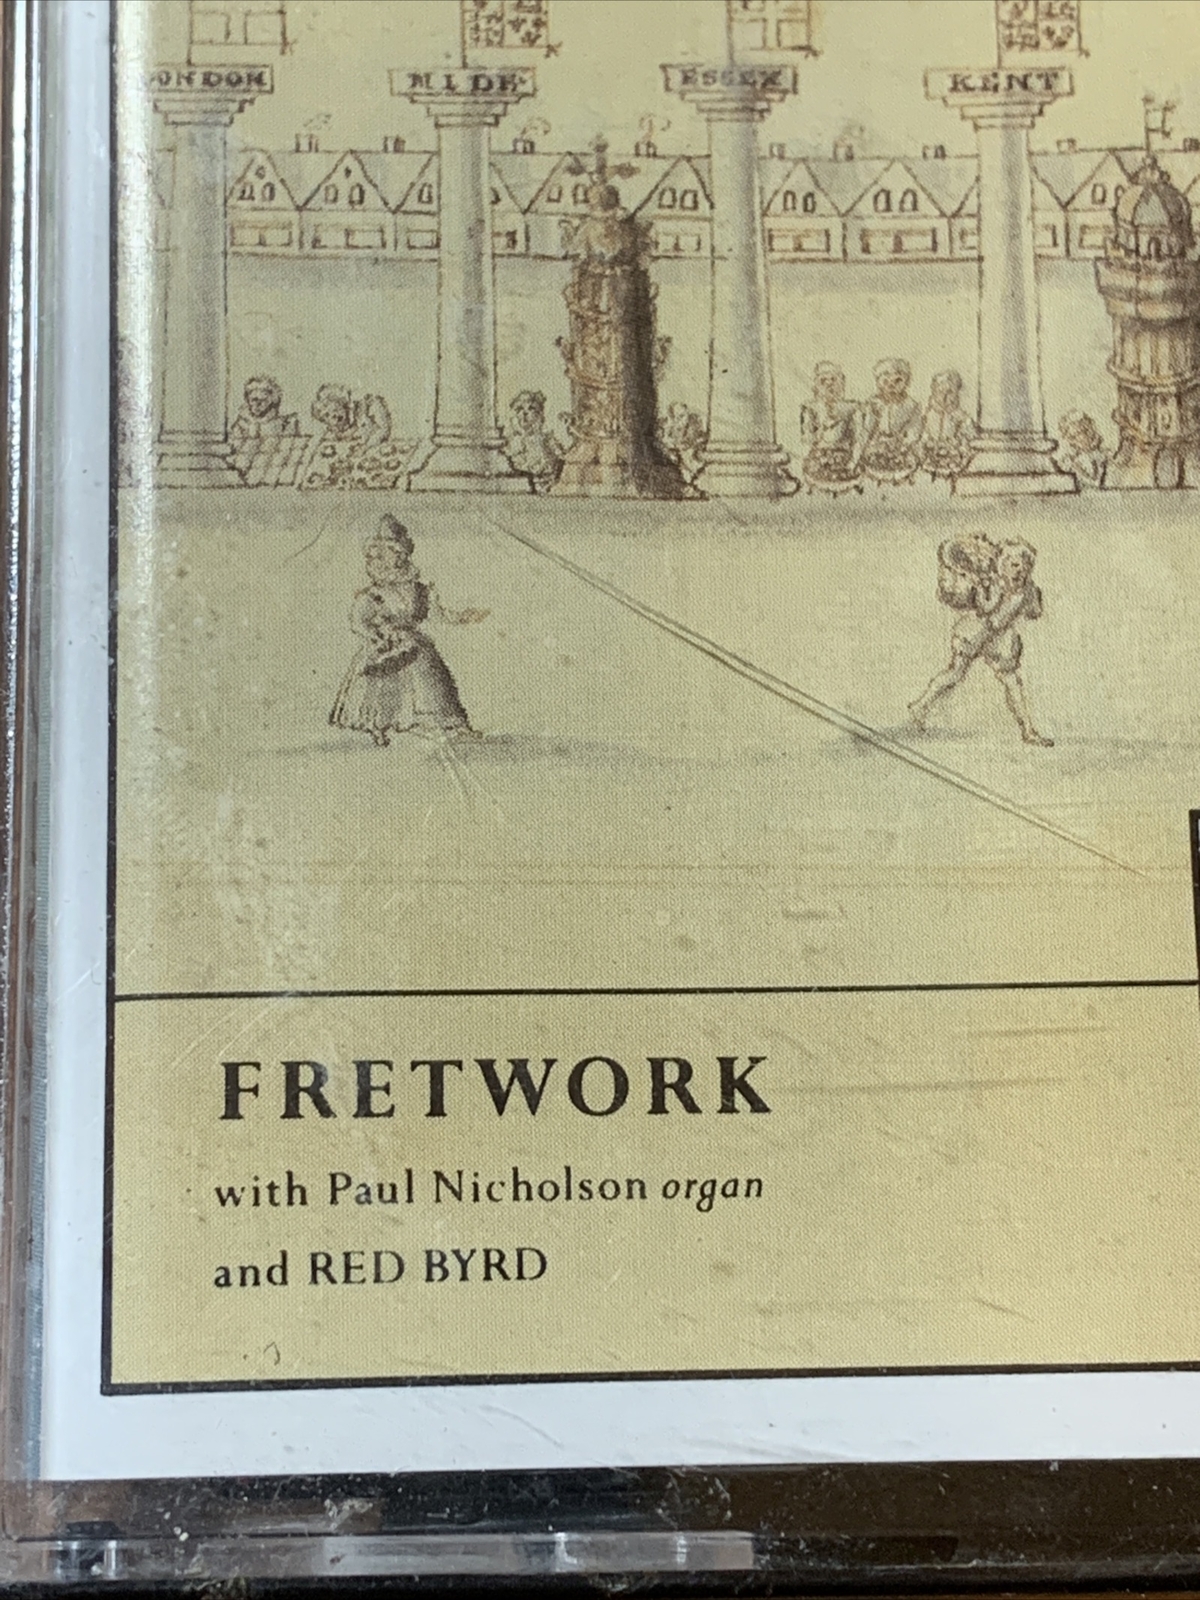 LONDON MIDE· ESSEX KENT
FRETWORK
with Paul Nicholson organ
and RED BYRD